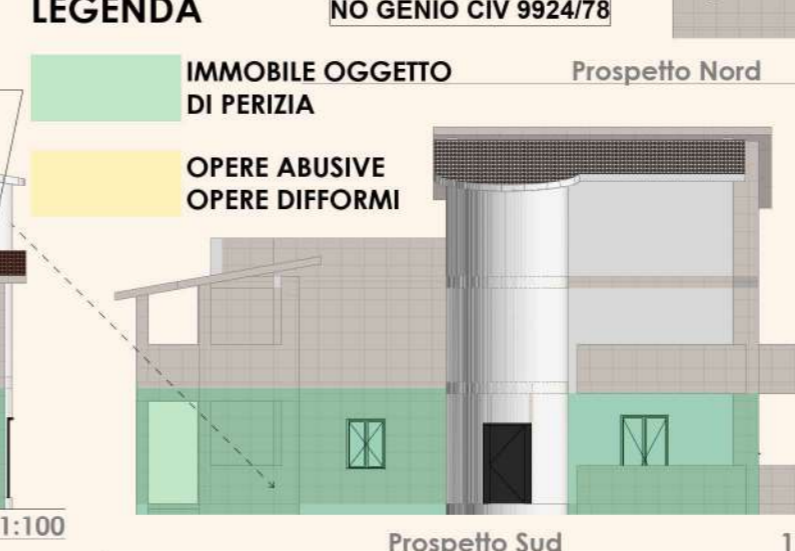 LEGENDA
NO GENIO CIV 9924/78
IMMOBILE OGGETTO
DI PERIZIA
Prospetto Nord
OPERE ABUSIVE
OPERE DIFFORMI
1:100
Prospetto Sud
1